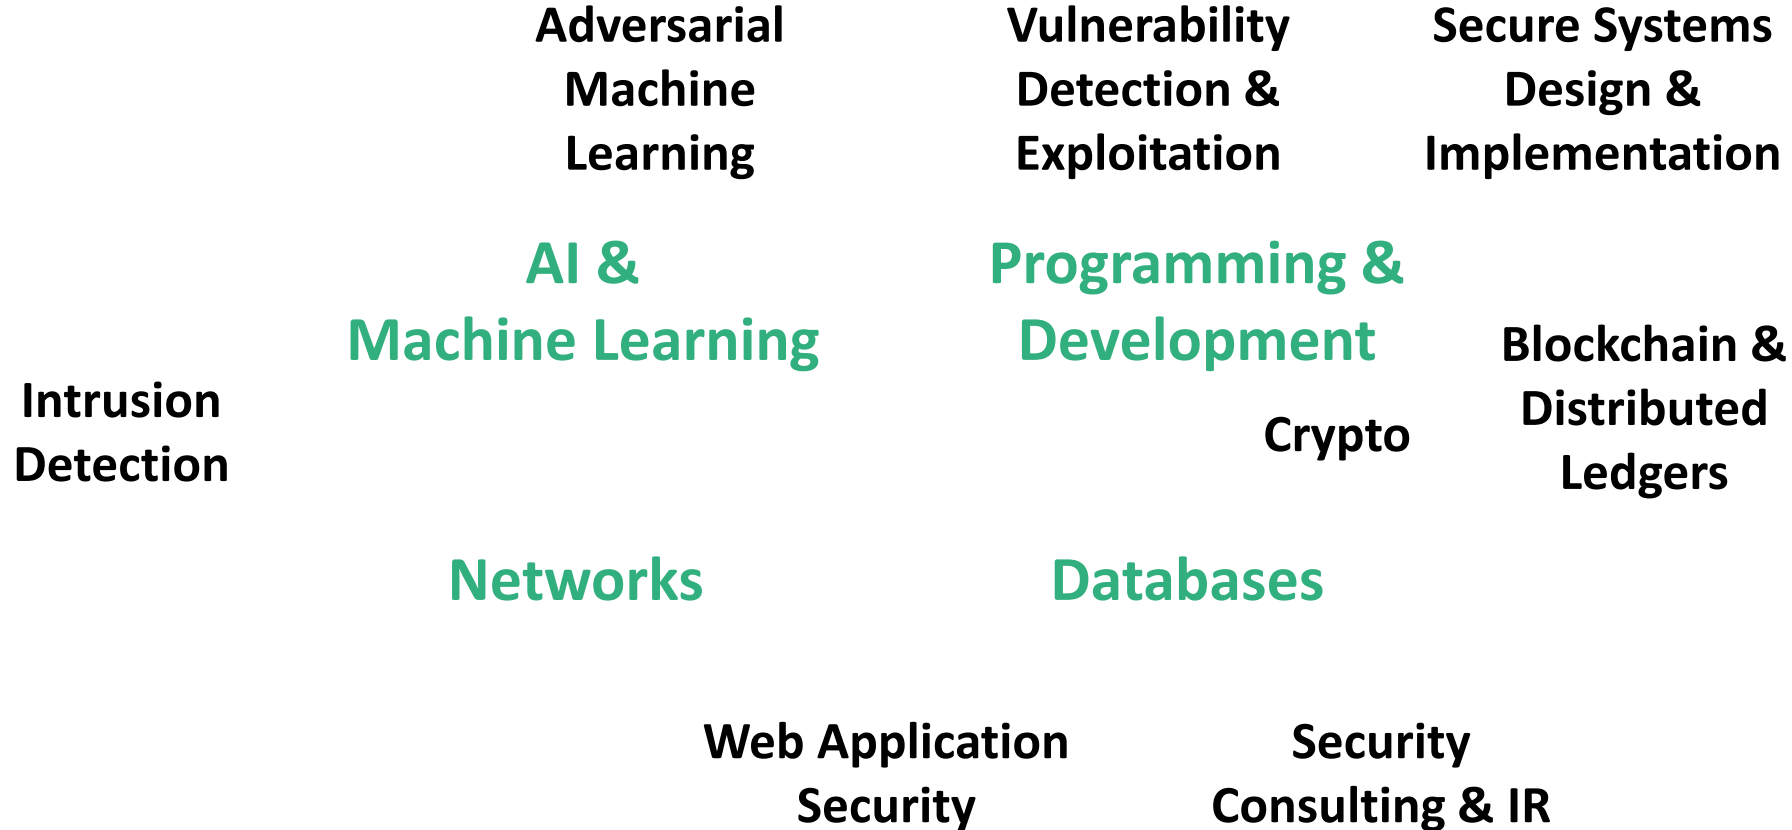 Adversarial
Machine
Learning
Vulnerability
Detection &
Exploitation
Secure Systems
Design &
Implementation
AI &
Machine Learning
Programming &
Development
Intrusion
Detection
Crypto
Blockchain &
Distributed
Ledgers
Networks
Databases
Web Application
Security
Security
Consulting & IR